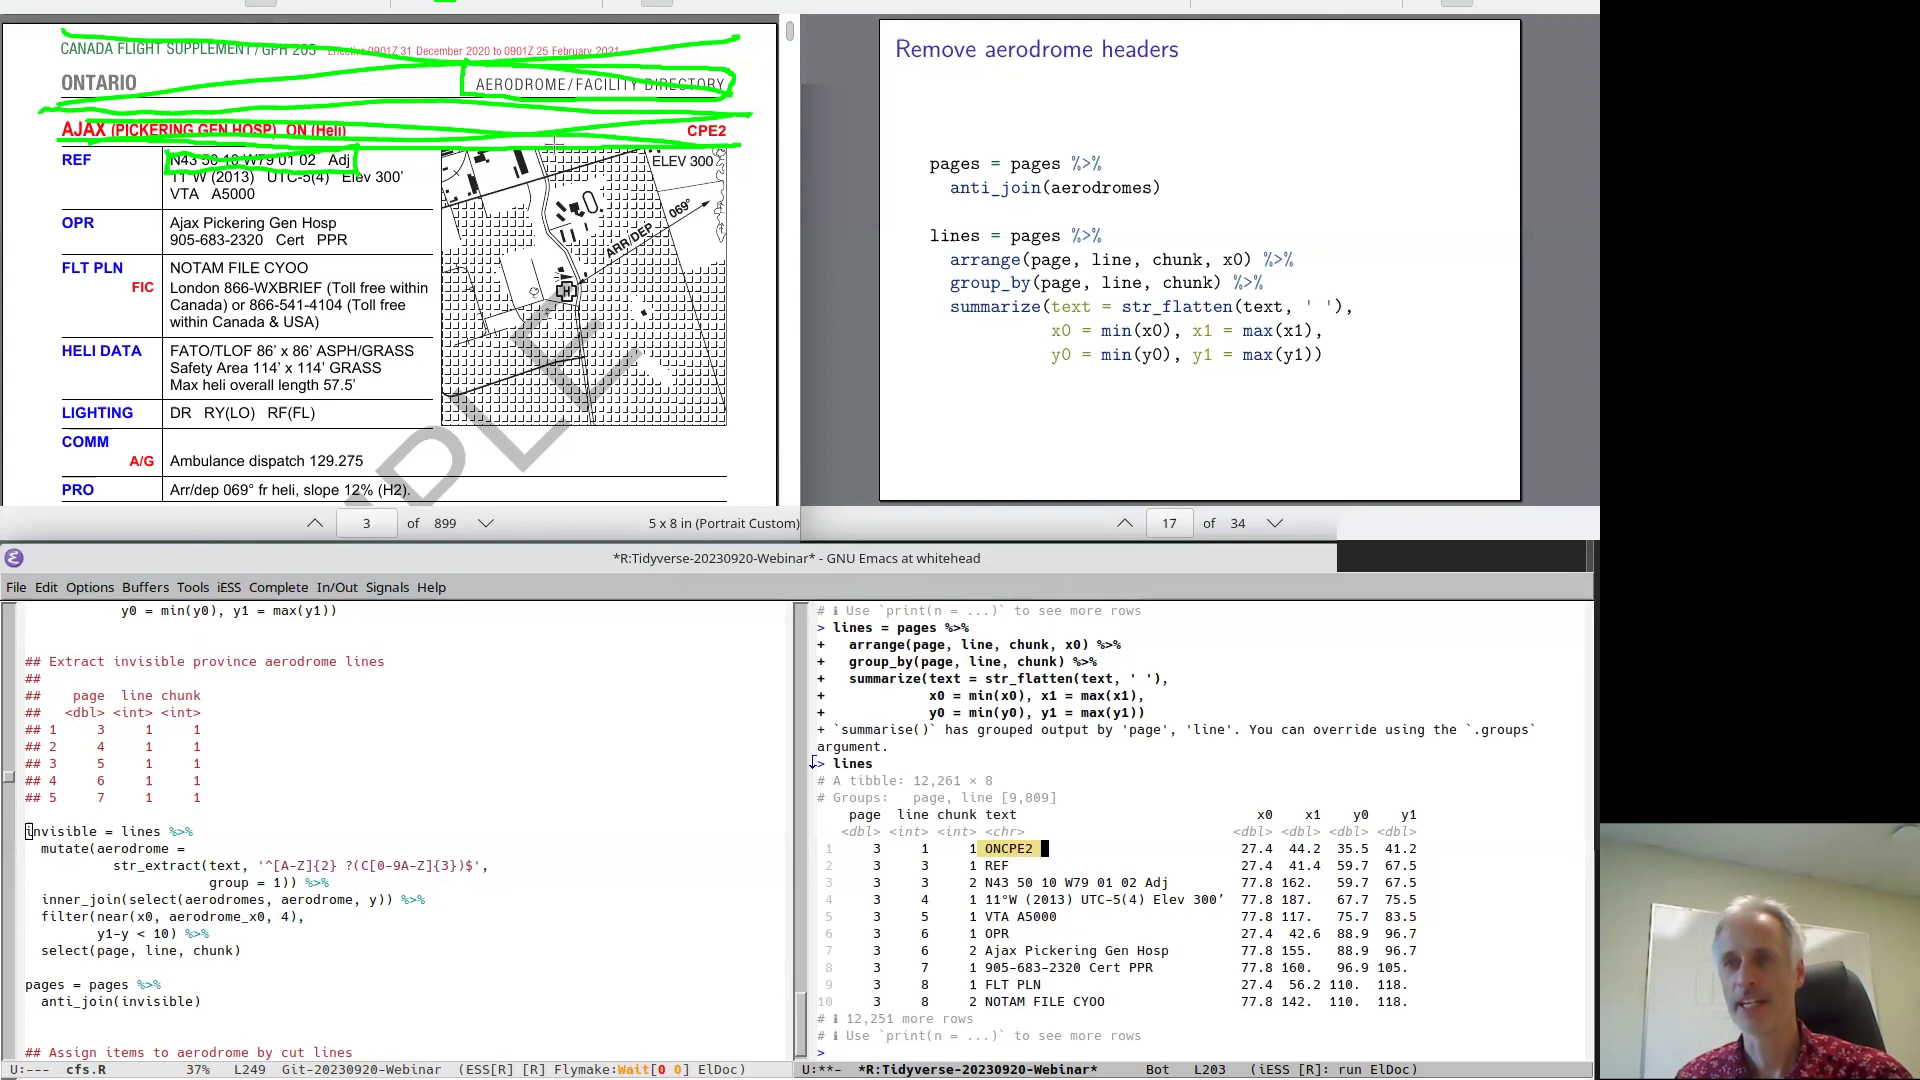 CANADA FLIGHT SUPPLEMENT/GPH 205 Effective 0901Z 31 December 2020 to 0901Z 25 February 2021
ONTARIO
AERODROME/FACILITY DIRECTORY
AJAX (PICKERING GEN HOSP) ON (Heli)
CPE2
REF
N43 50 10 W79 01 02 Adj
11°W (2013) UTC-5(4) Elev 300’
VTA A5000
OPR
Ajax Pickering Gen Hosp
905-683-2320 Cert PPR
FLT PLN
NOTAM FILE CYOO
FIC
London 866-WXBRIEF (Toll free within
Canada) or 866-541-4104 (Toll free
within Canada & USA)
HELI DATA
FATO/TLOF 86’ x 86’ ASPH/GRASS
Safety Area 114’ x 114’ GRASS
Max heli overall length 57.5’
LIGHTING
DR RY(LO) RF(FL)
COMM
A/G
Ambulance dispatch 129.275
PRO
Arr/dep 069° fr heli, slope 12% (H2).
ELEV 300
069°
ARR/DEP
H
3 of 899
5 x 8 in (Portrait Custom)
Remove aerodrome headers
pages = pages %>%
anti_join(aerodromes)
lines = pages %>%
arrange(page, line, chunk, x0) %>%
group_by(page, line, chunk) %>%
summarize(text = str_flatten(text, ' '),
x0 = min(x0), x1 = max(x1),
y0 = min(y0), y1 = max(y1))
17 of 34
*R:Tidyverse-20230920-Webinar* - GNU Emacs at whitehead
File Edit Options Buffers Tools iESS Complete In/Out Signals Help
y0 = min(y0), y1 = max(y1))
## Extract invisible province aerodrome lines
##
## page line chunk
## <dbl> <int> <int>
## 1 3 1 1
## 2 4 1 1
## 3 5 1 1
## 4 6 1 1
## 5 7 1 1
invisible = lines %>%
mutate(aerodrome =
str_extract(text, '^[A-Z]{2} ?(C[0-9A-Z]{3})$',
group = 1)) %>%
inner_join(select(aerodromes, aerodrome, y)) %>%
filter(near(x0, aerodrome_x0, 4),
y1-y < 10) %>%
select(page, line, chunk)
pages = pages %>%
anti_join(invisible)
## Assign items to aerodrome by cut lines
U:--- cfs.R 37% L249 Git-20230920-Webinar (ESS[R] [R] Flymake:Wait[0 0] ElDoc)
# ℹ Use `print(n = ...)` to see more rows
> lines = pages %>%
+ arrange(page, line, chunk, x0) %>%
+ group_by(page, line, chunk) %>%
+ summarize(text = str_flatten(text, ' '),
+ x0 = min(x0), x1 = max(x1),
+ y0 = min(y0), y1 = max(y1))
+ `summarise()` has grouped output by 'page', 'line'. You can override using the `.groups`
argument.
> lines
# A tibble: 12,261 × 8
# Groups: page, line [9,809]
page line chunk text x0 x1 y0 y1
<dbl> <int> <int> <chr> <dbl> <dbl> <dbl> <dbl>
1 3 1 1 ONCPE2 27.4 44.2 35.5 41.2
2 3 3 1 REF 27.4 41.4 59.7 67.5
3 3 3 2 N43 50 10 W79 01 02 Adj 77.8 162. 59.7 67.5
4 3 4 1 11°W (2013) UTC-5(4) Elev 300’ 77.8 187. 67.7 75.5
5 3 5 1 VTA A5000 77.8 117. 75.7 83.5
6 3 6 1 OPR 27.4 42.6 88.9 96.7
7 3 6 2 Ajax Pickering Gen Hosp 77.8 155. 88.9 96.7
8 3 7 1 905-683-2320 Cert PPR 77.8 160. 96.9 105.
9 3 8 1 FLT PLN 27.4 56.2 110. 118.
10 3 8 2 NOTAM FILE CYOO 77.8 142. 110. 118.
# ℹ 12,251 more rows
# ℹ Use `print(n = ...)` to see more rows
>
U:**- *R:Tidyverse-20230920-Webinar* Bot L203 (iESS [R]: run ElDoc)